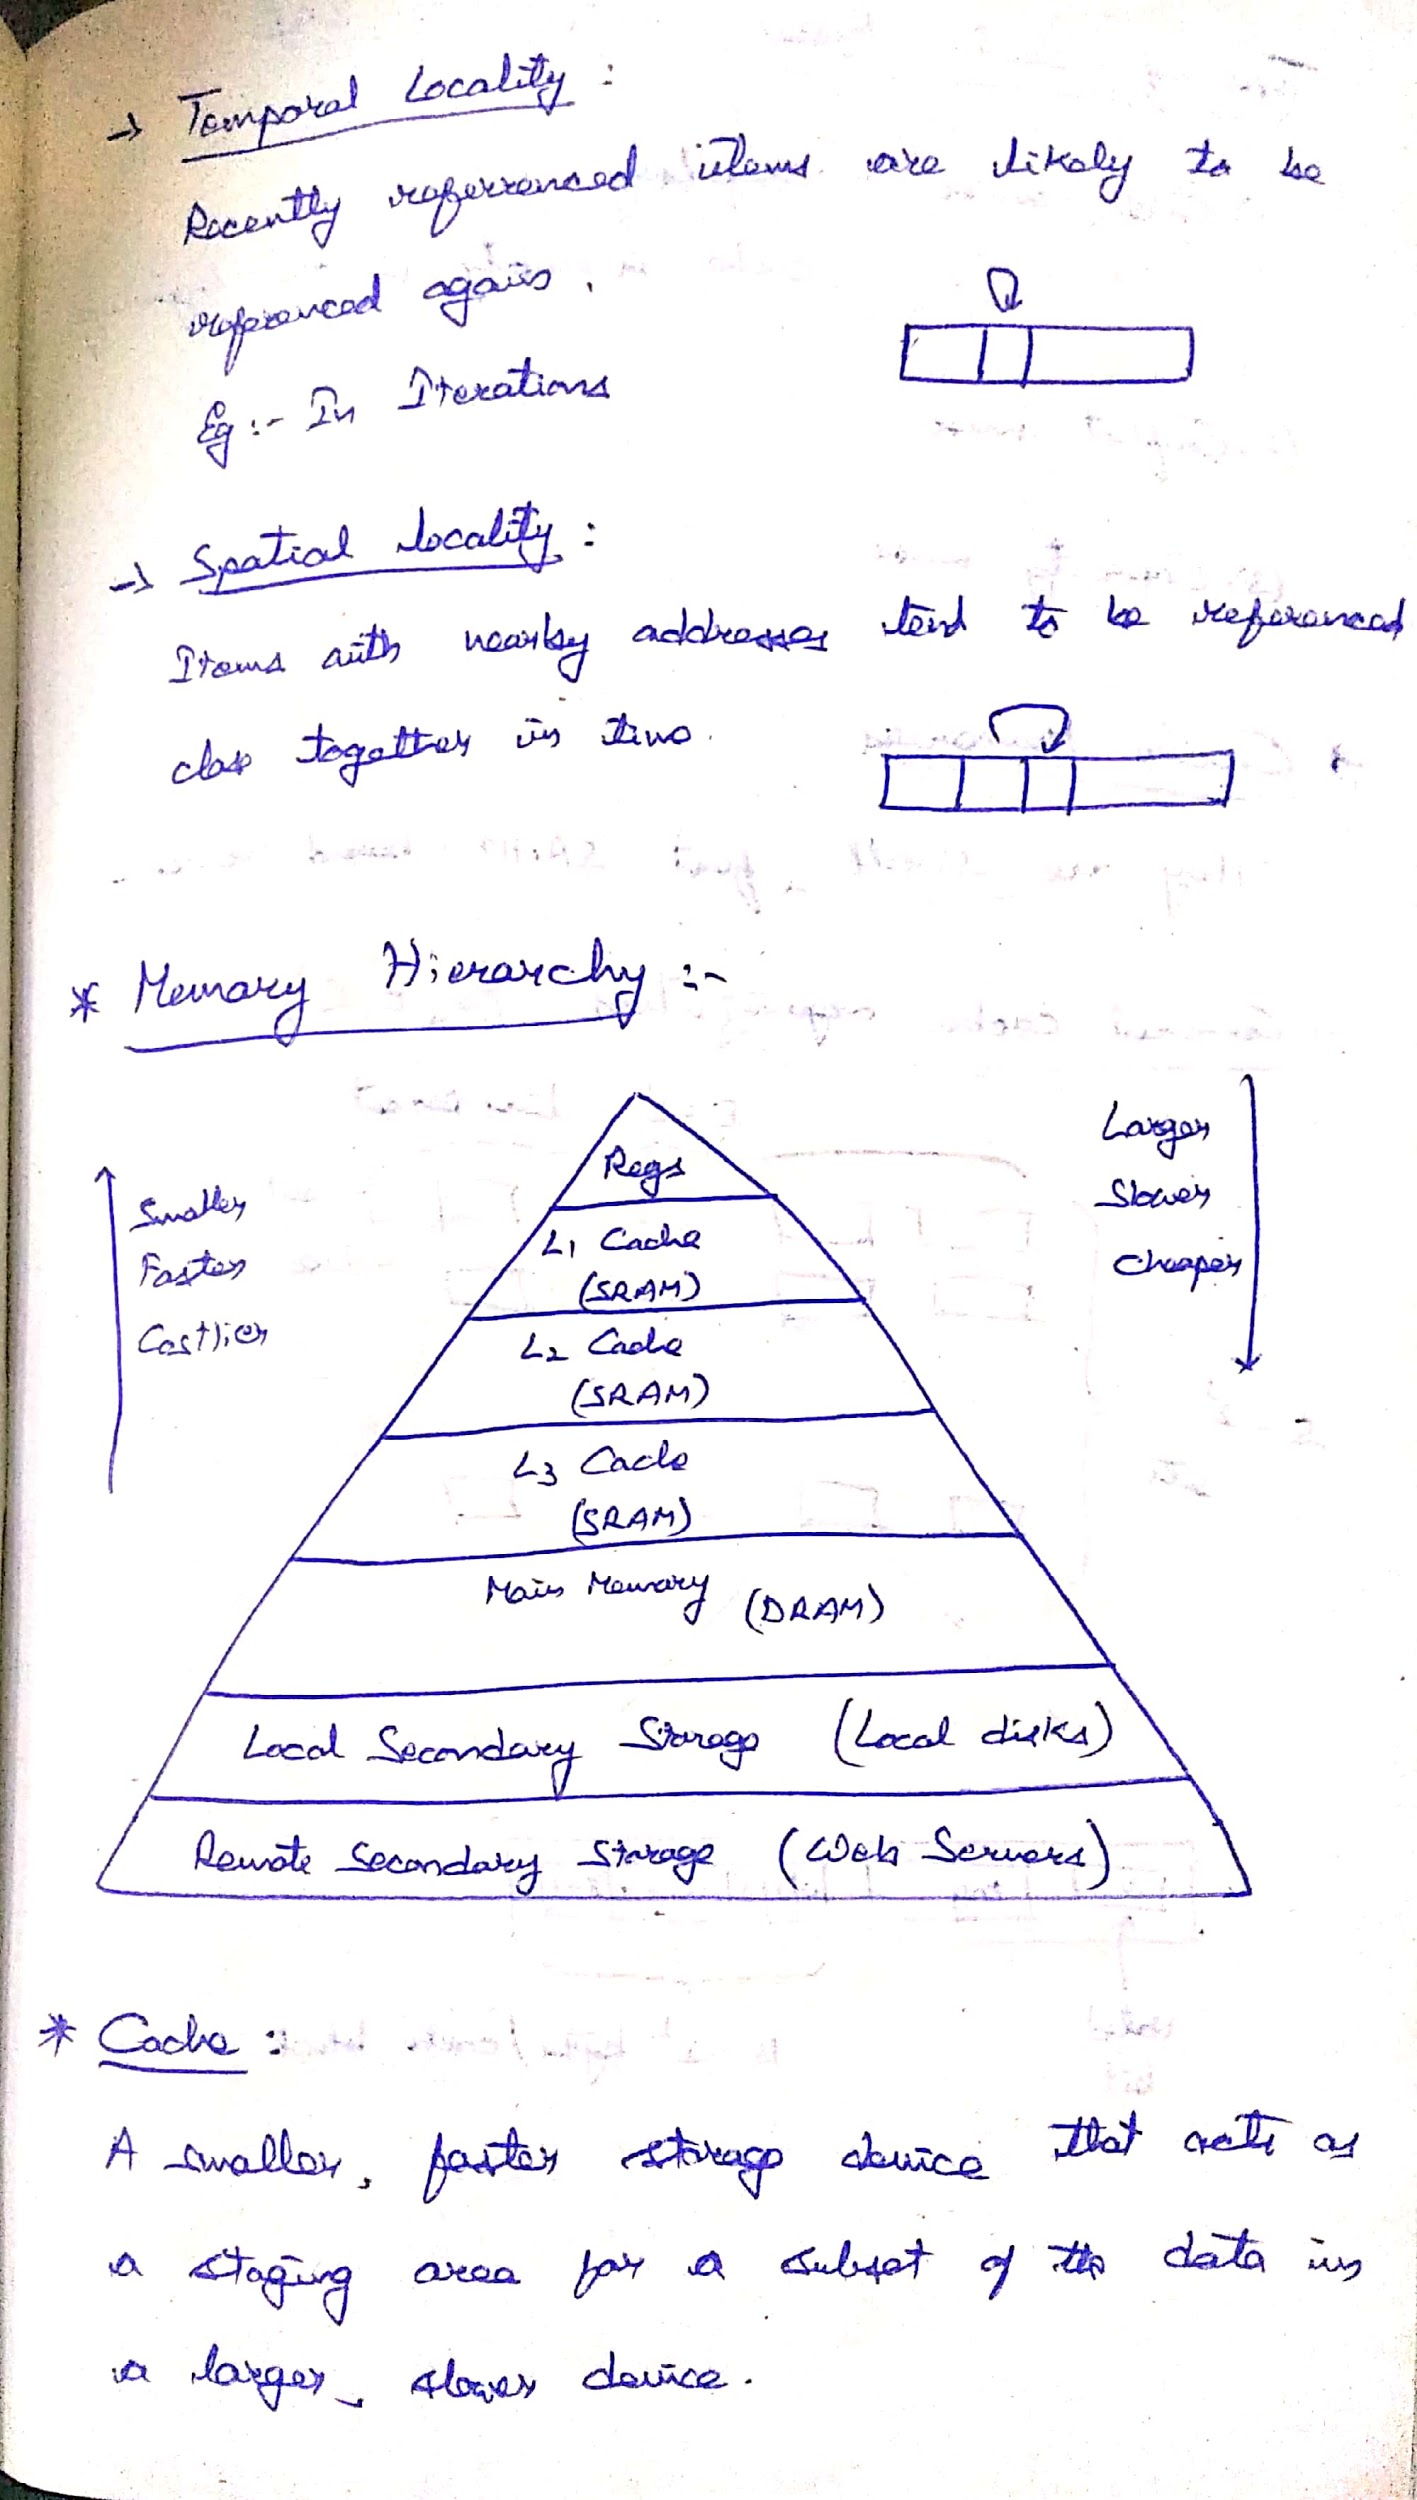 → Temporal Locality :
Recently referrenced items are likely to be
referenced again.
Eg :- In Iterations
→ Spatial locality :
Items with nearby addresses tend to be referenced
close together in time.
* Memory Hierarchy :-
Smaller
Faster
Costlier
Larger
Slower
Cheaper
Regs
L1 Cache
(SRAM)
L2 Cache
(SRAM)
L3 Cache
(SRAM)
Main Memory (DRAM)
Local Secondary Storage (Local disks)
Remote Secondary Storage (Web Servers)
* Cache :
A smaller, faster storage device that acts as
a staging area for a subset of the data in
a larger, slower device.